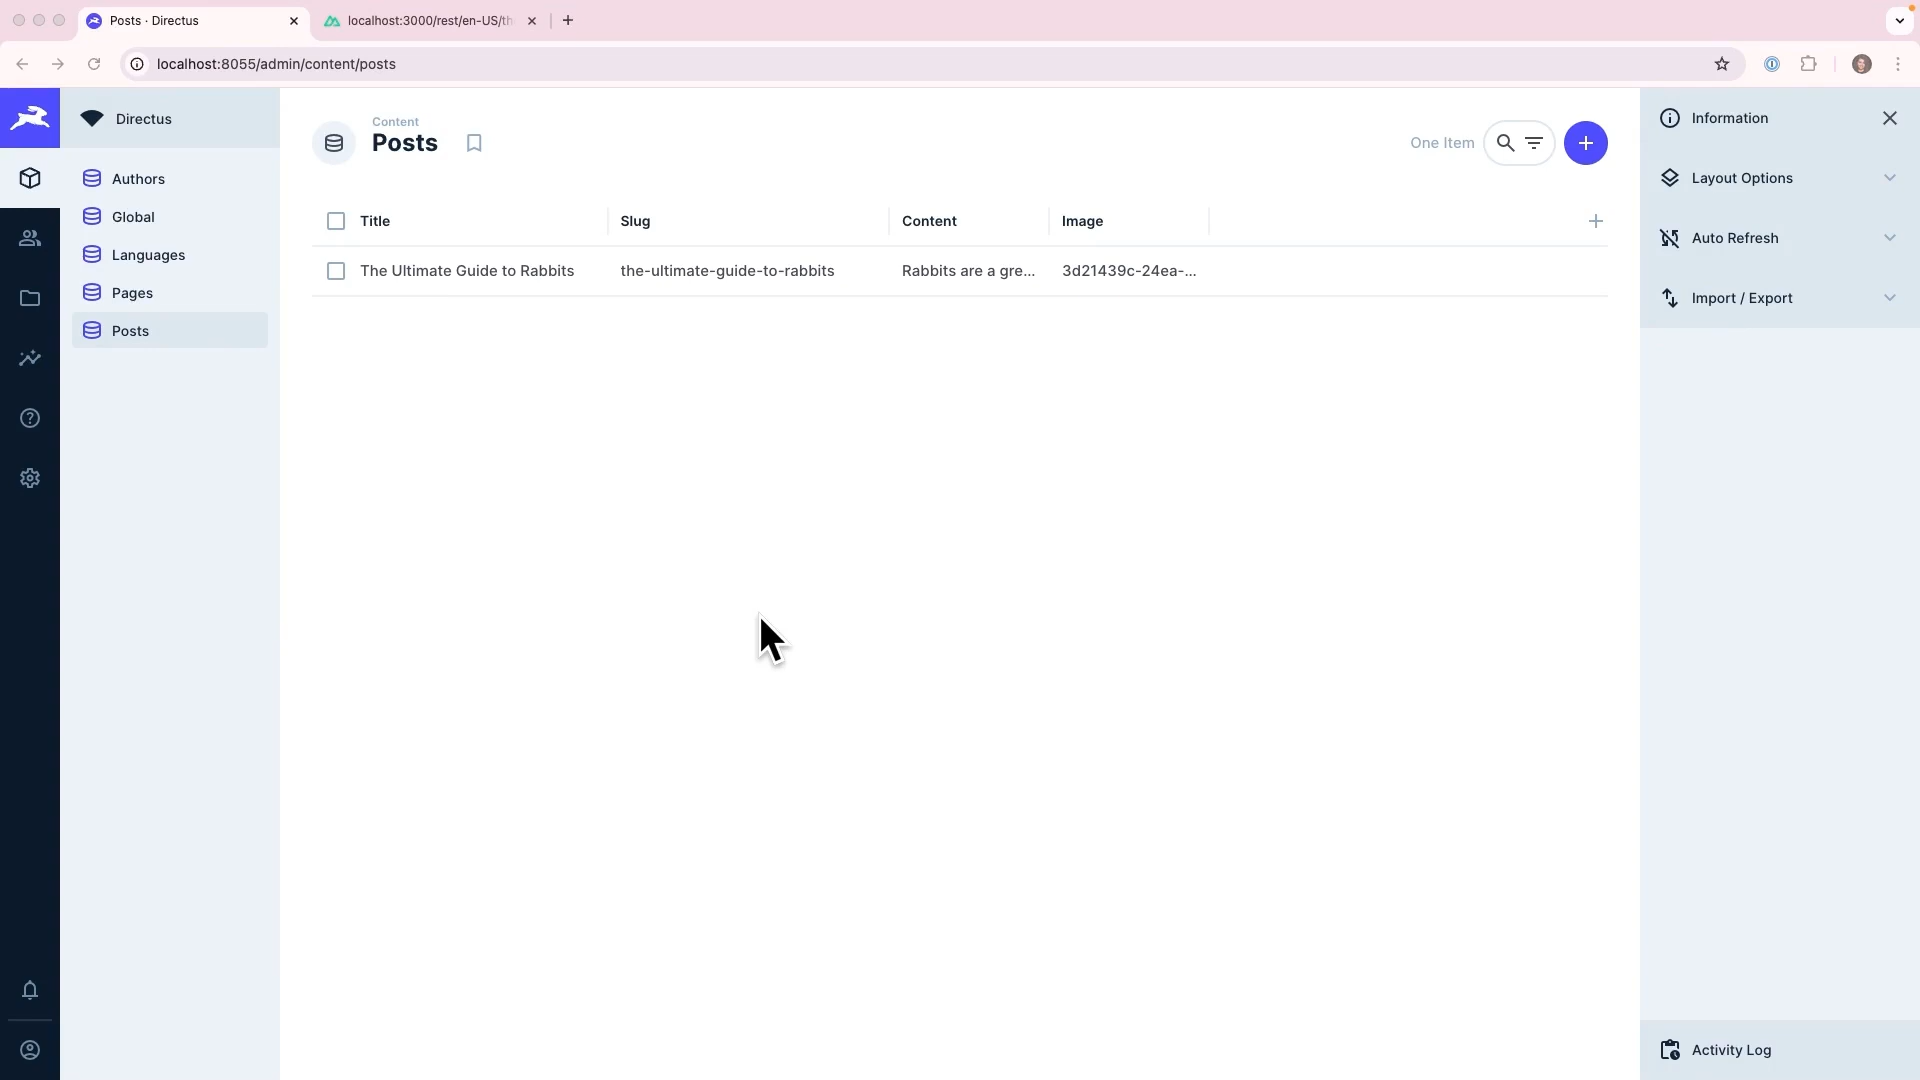 Posts · Directus
localhost:3000/rest/en-US/th
localhost:8055/admin/content/posts
Directus
Authors
Global
Languages
Pages
Posts
Content
Posts
One Item
Title Slug Content Image
The Ultimate Guide to Rabbits the-ultimate-guide-to-rabbits Rabbits are a gre... 3d21439c-24ea-...
Information
Layout Options
Auto Refresh
Import / Export
Activity Log